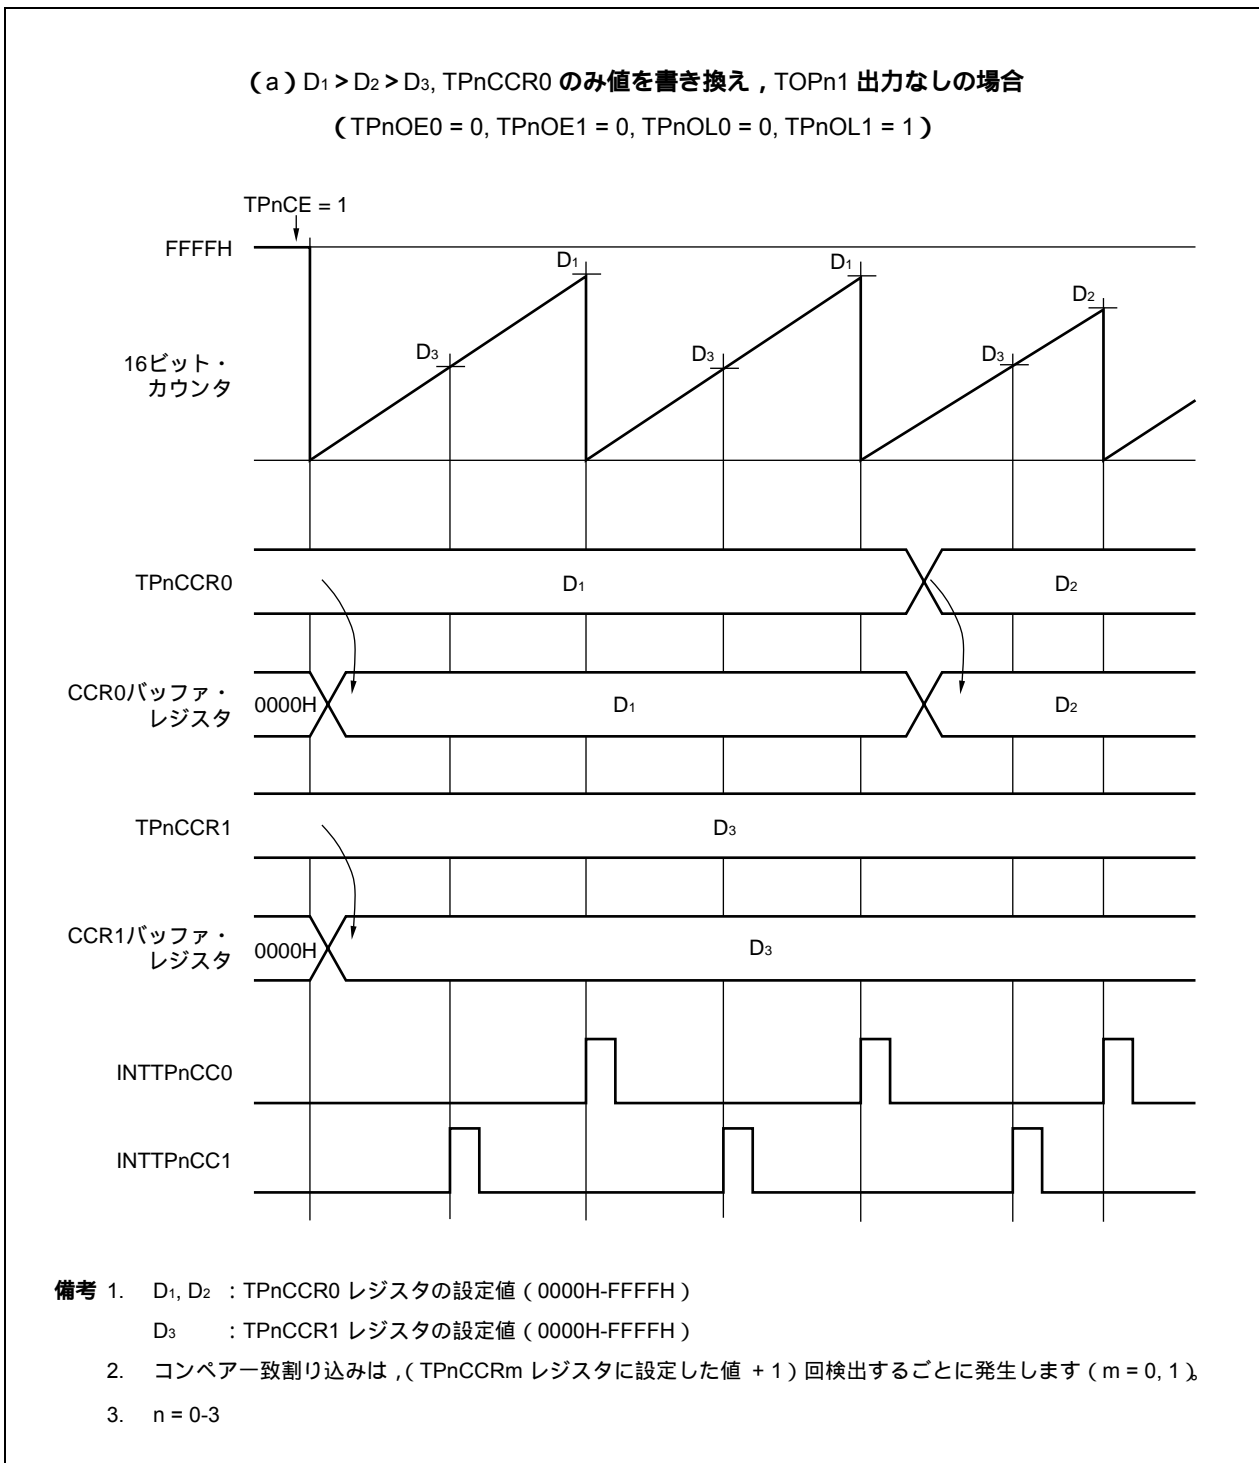 (a) D1 > D2 > D3, TPnCCR0 のみ値を書き換え，TOPn1 出力なしの場合
(TPnOE0 = 0, TPnOE1 = 0, TPnOL0 = 0, TPnOL1 = 1)
TPnCE = 1
FFFFH
D1
D1
D2
D3
D3
D3
16ビット・
カウンタ
TPnCCR0
D1
D2
CCR0バッファ・
レジスタ
0000H
D1
D2
TPnCCR1
D3
CCR1バッファ・
レジスタ
0000H
D3
INTTPnCC0
INTTPnCC1
備考 1. D1, D2 ：TPnCCR0 レジスタの設定値（0000H-FFFFH）
D3 ：TPnCCR1 レジスタの設定値（0000H-FFFFH）
2. コンペア一致割り込みは，（TPnCCRm レジスタに設定した値 + 1）回検出するごとに発生します（m = 0, 1）。
3. n = 0-3